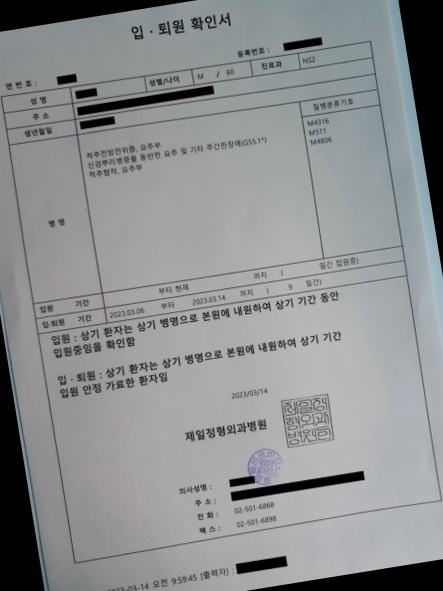 입 · 퇴원 확인서
등록번호 :
연 번 호 :
성 명 성별/나이 M / 60 진료과 NS2
주 소
생년월일
병 명
질병분류기호
척추전방전위증, 요추부
신경뿌리병증을 동반한 요추 및 기타 추간판장애(G55.1*)
척추협착, 요추부
M4316
M511
M4806
입원 기간 부터 현재 까지 ( 일간 입원중)
입·퇴원 기간 2023.03.06 부터 2023.03.14 까지 ( 9 일간)
입원 : 상기 환자는 상기 병명으로 본원에 내원하여 상기 기간 동안
입원중임을 확인함
입 · 퇴원 : 상기 환자는 상기 병명으로 본원에 내원하여 상기 기간
입원 안정 가료한 환자임
2023/03/14
제일정형외과병원
제일정
형외과
병원인
의사성명 :
주 소 :
전 화 : 02-501-6868
팩 스 : 02-501-6898
2023-03-14 오전 9:59:45 [출력자] :